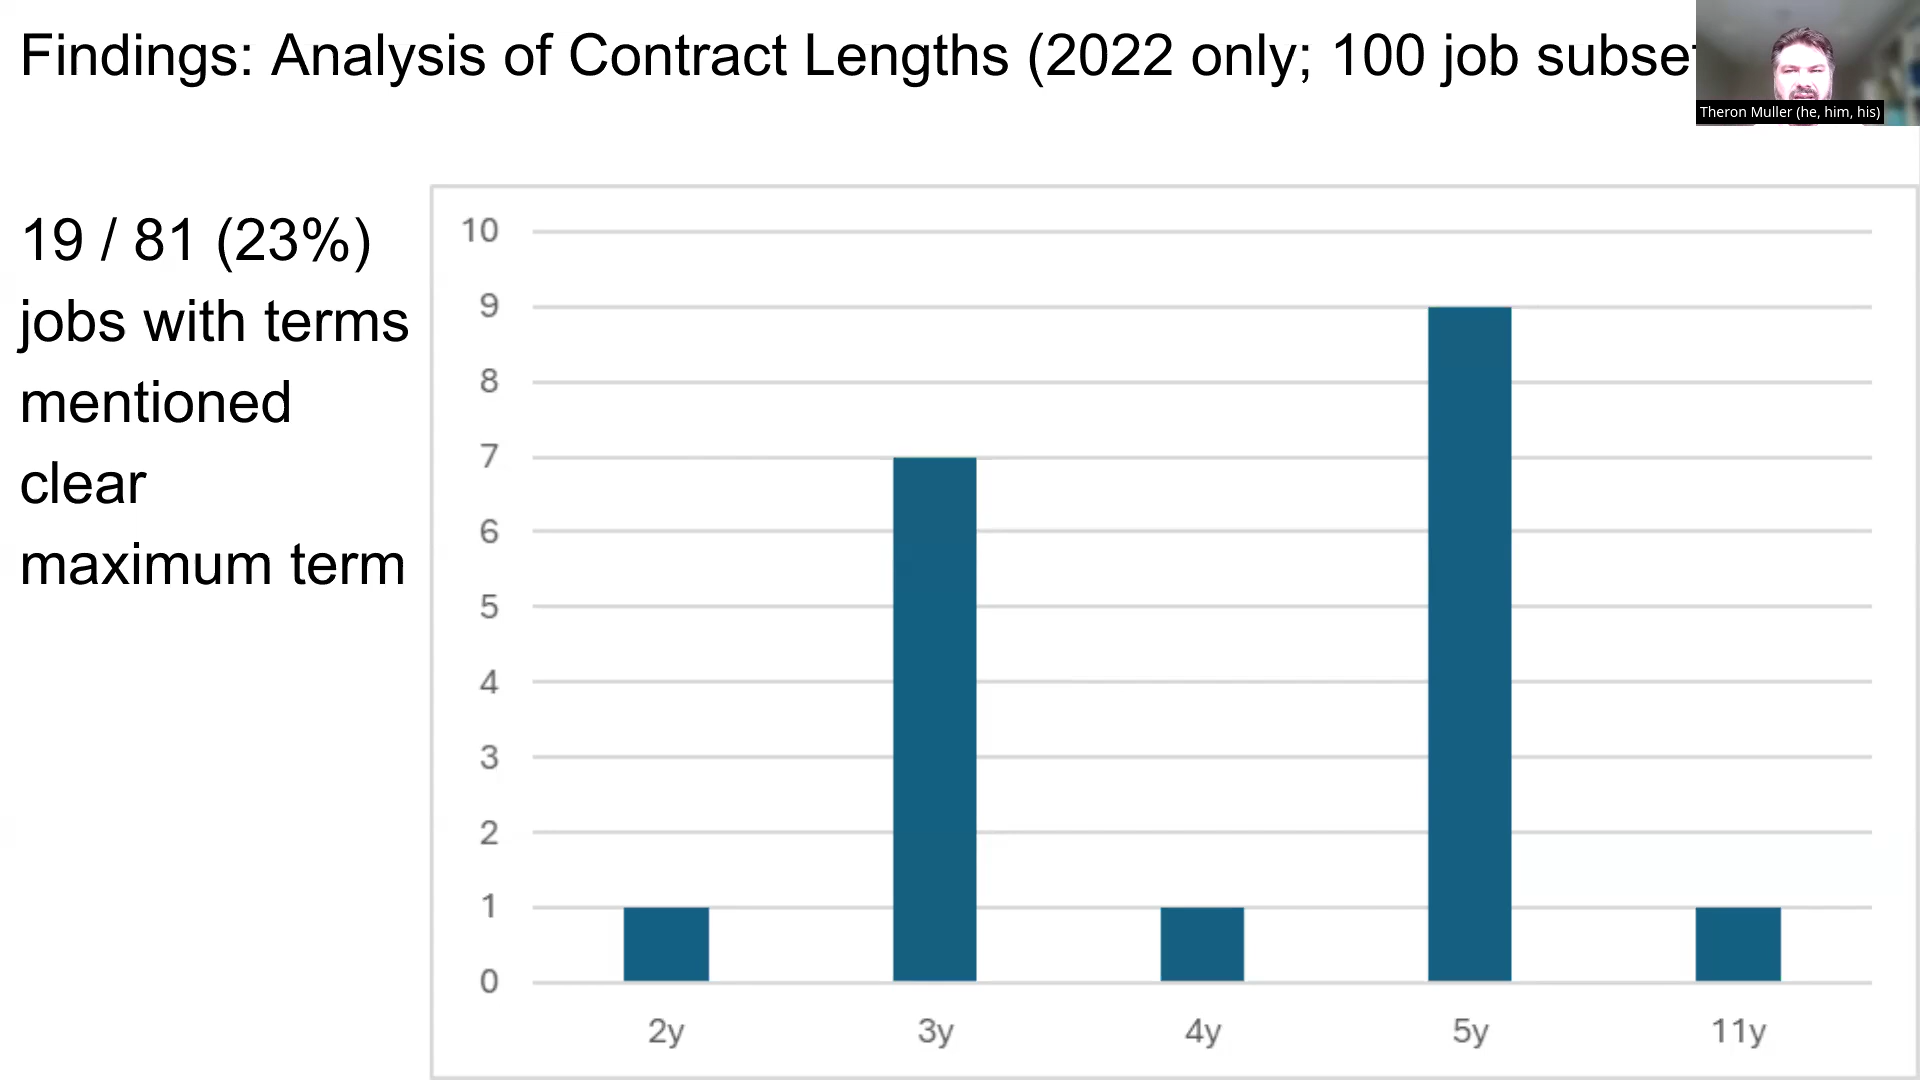 Findings: Analysis of Contract Lengths (2022 only; 100 job subset
Theron Muller (he, him, his)
19 / 81 (23%)
jobs with terms
mentioned
clear
maximum term
10
9
8
7
6
5
4
3
2
1
0
2y 3y 4y 5y 11y